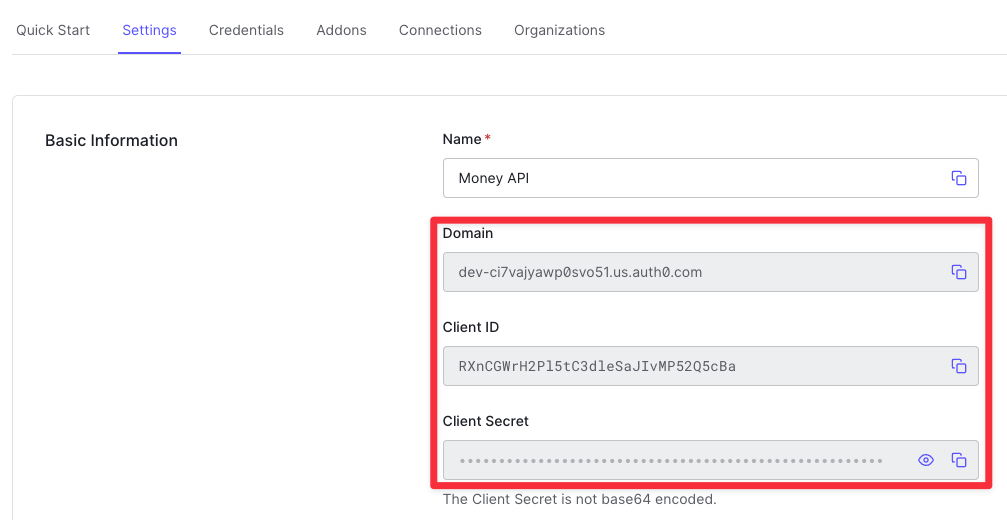 Quick Start Settings Credentials Addons Connections Organizations
Basic Information
Name *
Money API
Domain
dev-ci7vajyawp0svo51.us.auth0.com
Client ID
RXnCGWrH2Pl5tC3dleSaJIvMP52Q5cBa
Client Secret
The Client Secret is not base64 encoded.